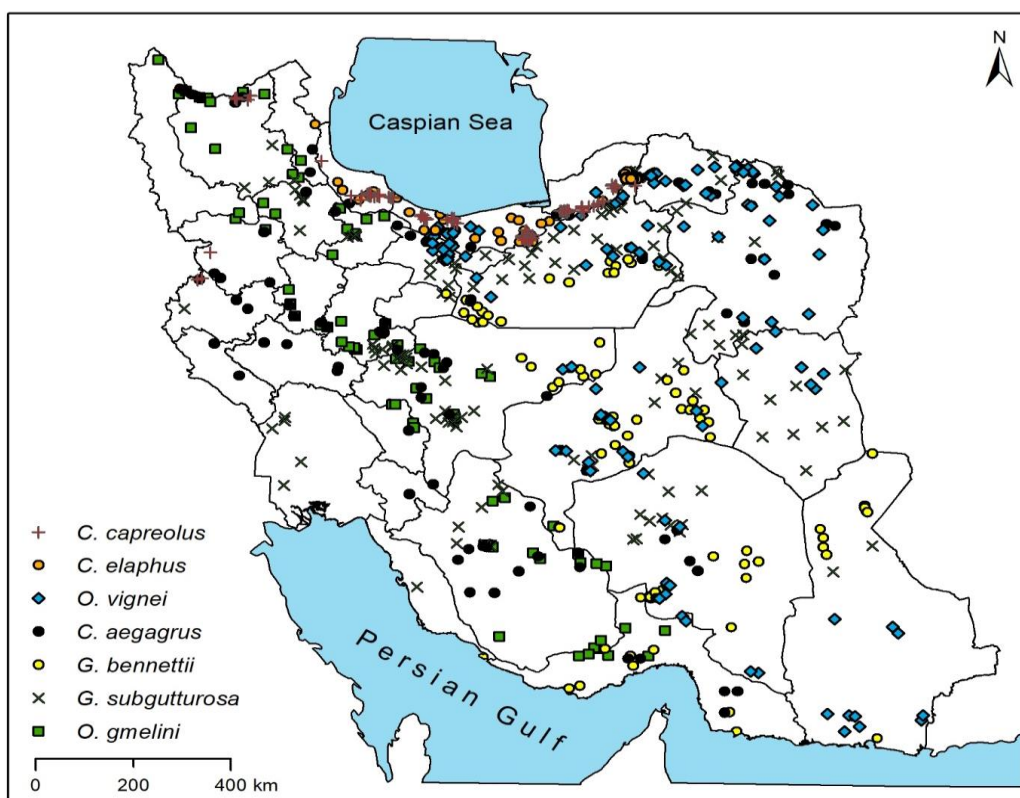 N
Caspian Sea
C. capreolus
C. elaphus
O. vignei
C. aegagrus
G. bennettii
G. subgutturosa
O. gmelini
Persian Gulf
0 200 400 km